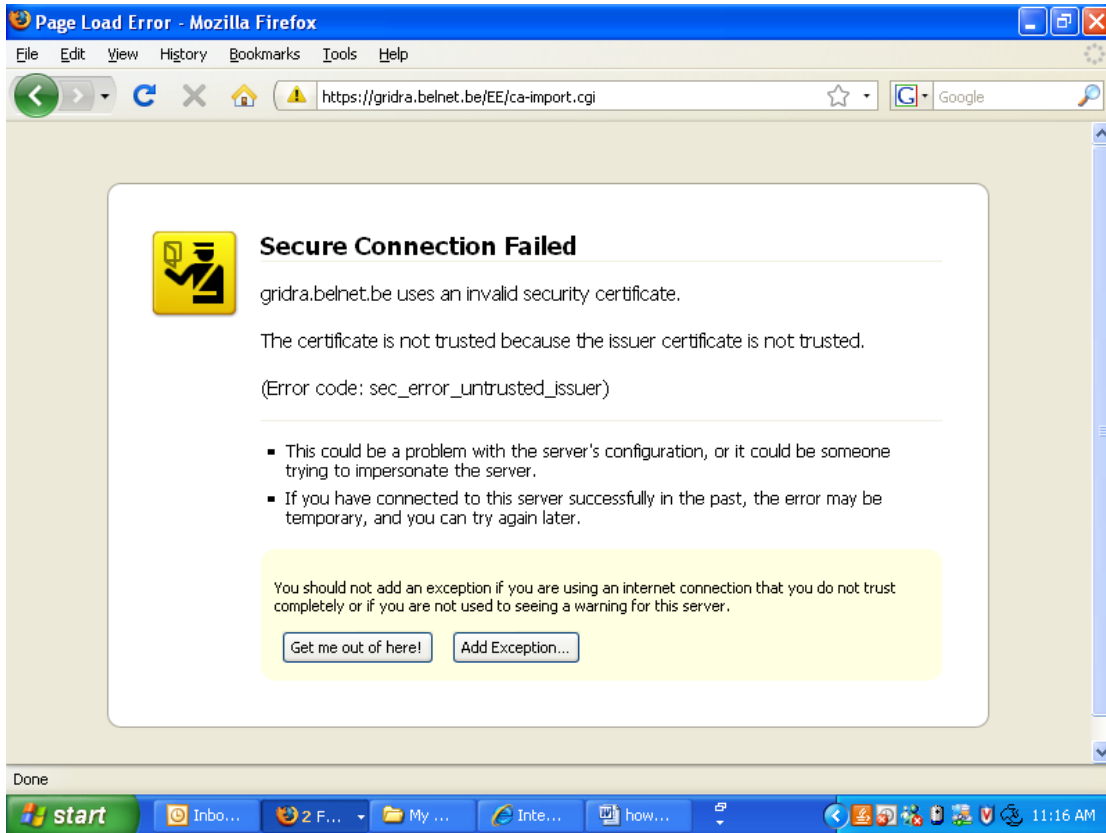 Page Load Error - Mozilla Firefox
File Edit View History Bookmarks Tools Help
https://gridra.belnet.be/EE/ca-import.cgi
G Google
Secure Connection Failed
gridra.belnet.be uses an invalid security certificate.
The certificate is not trusted because the issuer certificate is not trusted.
(Error code: sec_error_untrusted_issuer)
This could be a problem with the server's configuration, or it could be someone
trying to impersonate the server.
If you have connected to this server successfully in the past, the error may be
temporary, and you can try again later.
You should not add an exception if you are using an internet connection that you do not trust
completely or if you are not used to seeing a warning for this server.
Get me out of here! Add Exception...
Done
start Inbo... 2 F... My ... Inte... how... 11:16 AM